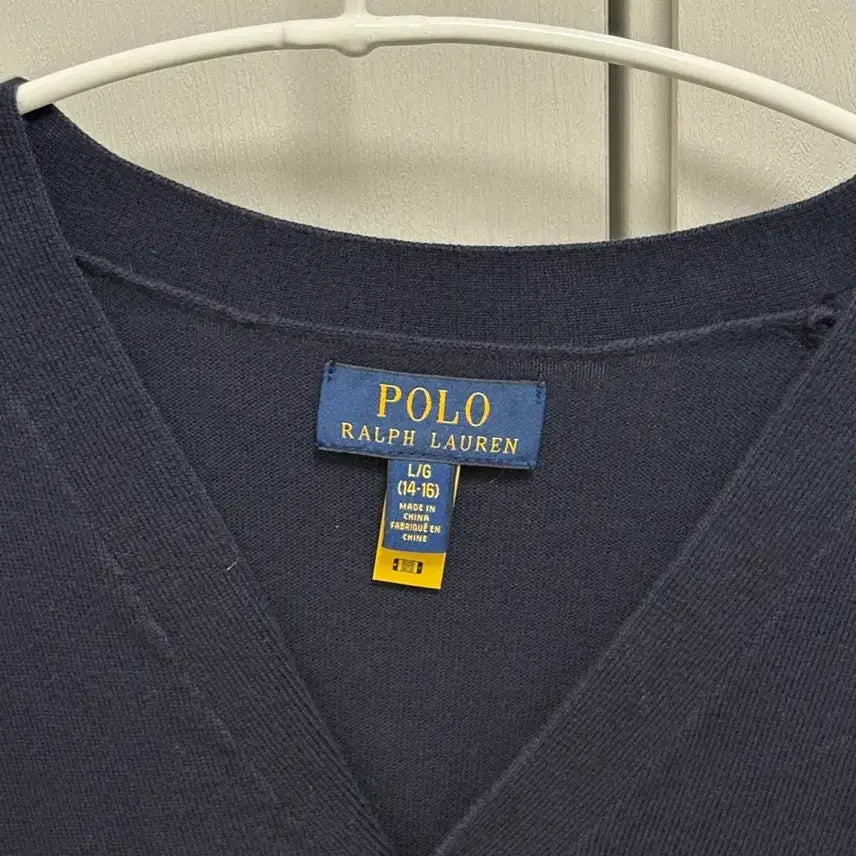 POLO
RALPH LAUREN
L/G
(14-16)
MADE IN
CHINA
FABRIQUÉ EN
CHINE